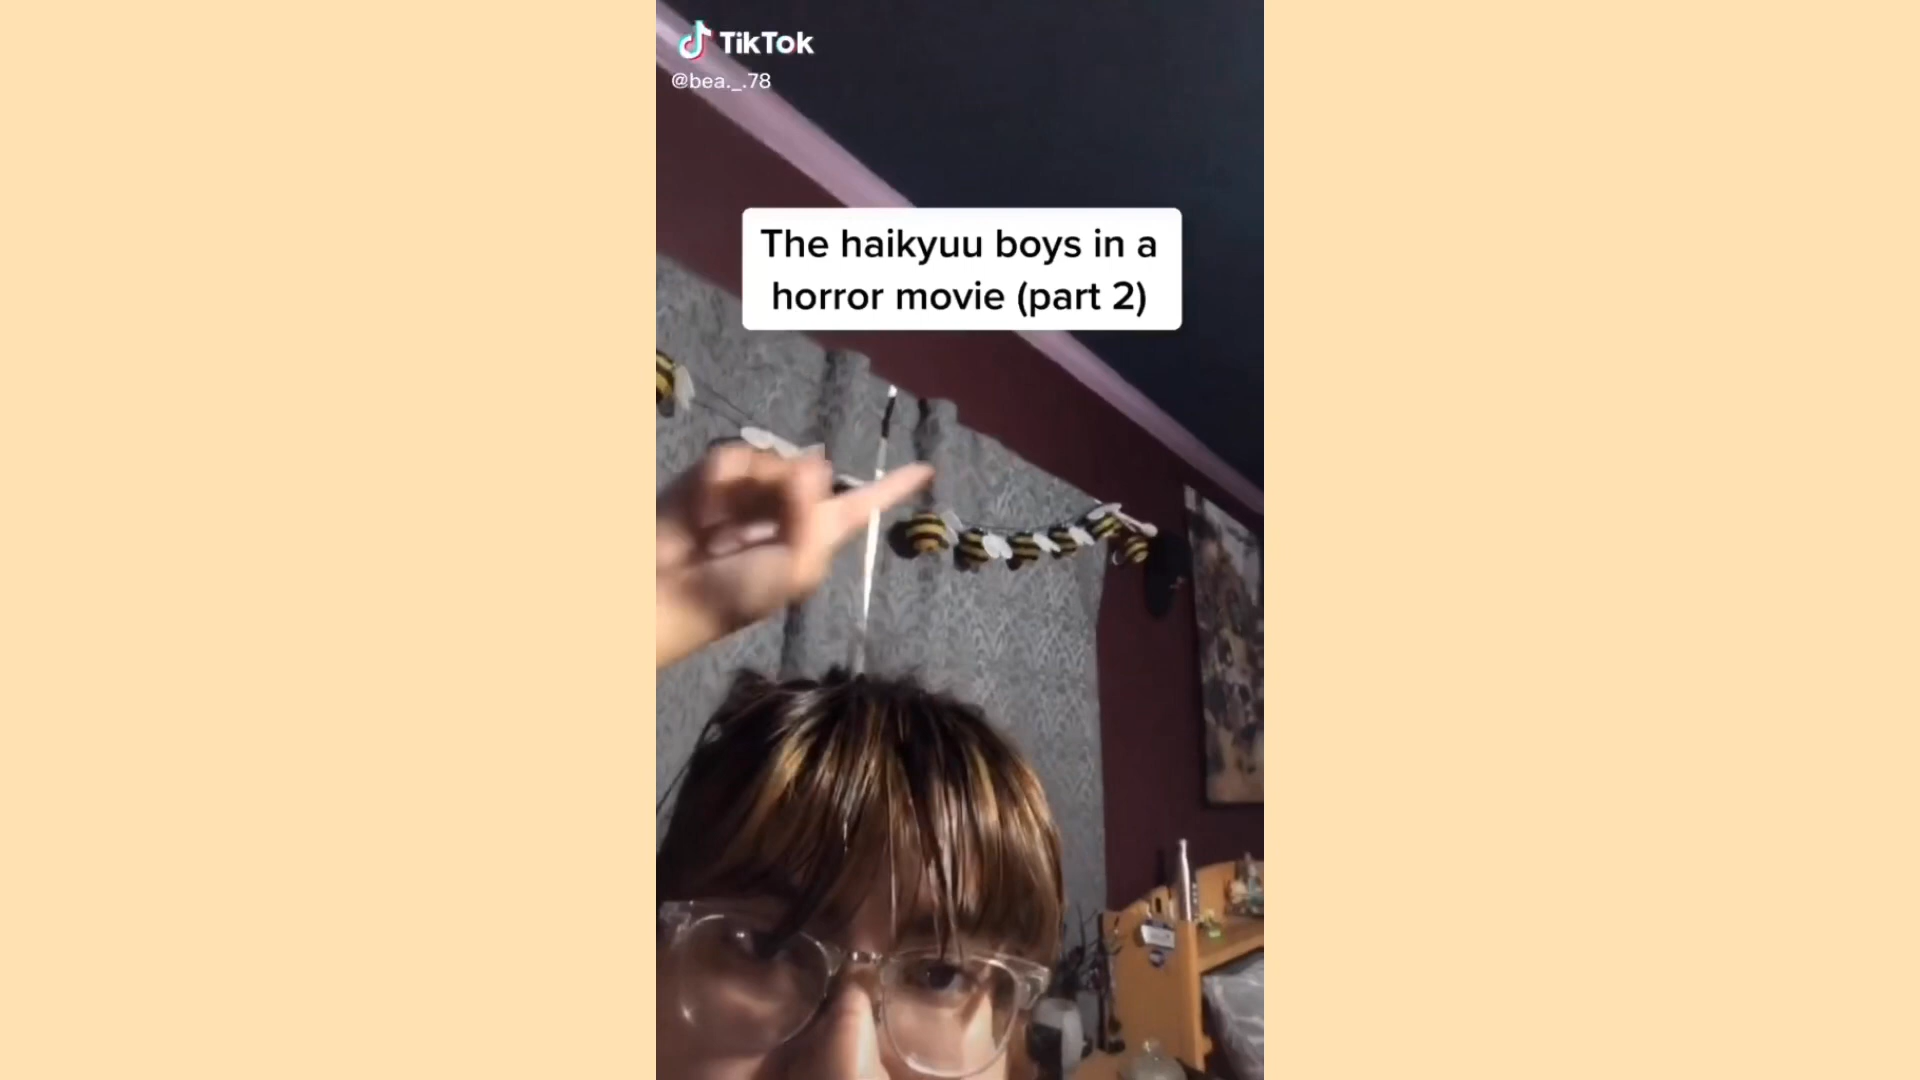 TikTok
@bea._.78
The haikyuu boys in a
horror movie (part 2)